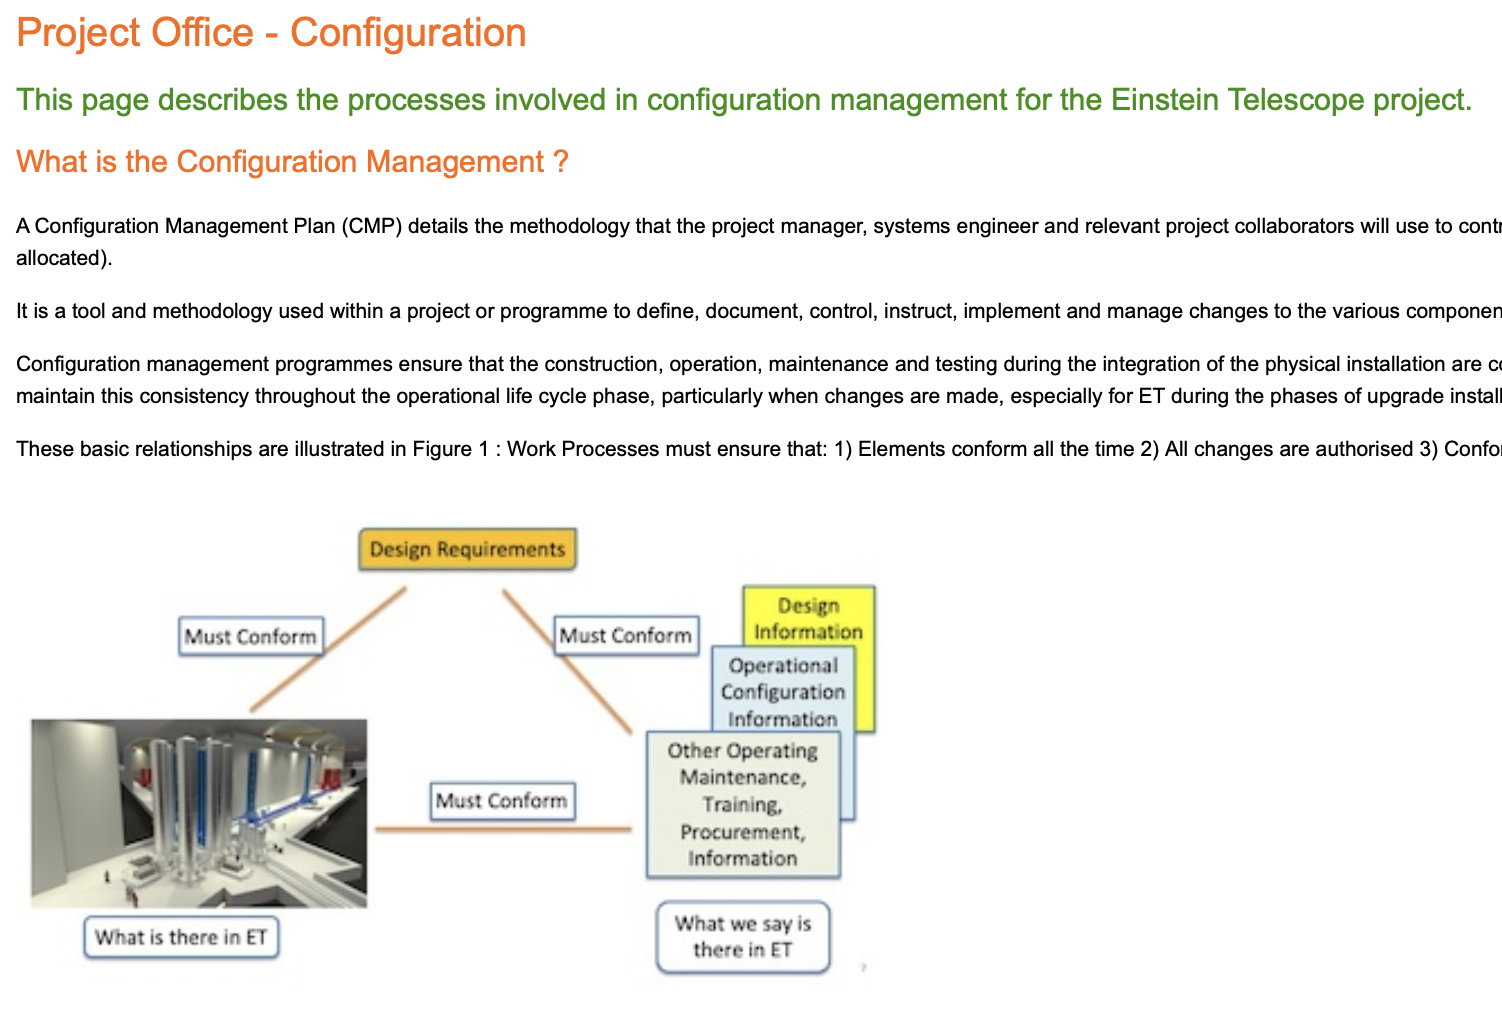 Project Office - Configuration
This page describes the processes involved in configuration management for the Einstein Telescope project.
What is the Configuration Management ?
A Configuration Management Plan (CMP) details the methodology that the project manager, systems engineer and relevant project collaborators will use to
allocated).
It is a tool and methodology used within a project or programme to define, document, control, instruct, implement and manage changes to the various
Configuration management programmes ensure that the construction, operation, maintenance and testing during the integration of the physical installation are
maintain this consistency throughout the operational life cycle phase, particularly when changes are made, especially for ET during the phases of upgrade
These basic relationships are illustrated in Figure 1 : Work Processes must ensure that: 1) Elements conform all the time 2) All changes are authorised 3)
Design Requirements
Must Conform
Must Conform
Design
Information
Operational
Configuration
Information
Other Operating
Maintenance,
Training,
Procurement,
Information
Must Conform
What is there in ET
What we say is
there in ET